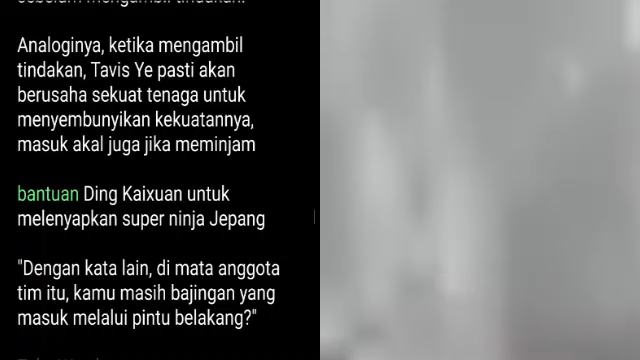 Analoginya, ketika mengambil
tindakan, Tavis Ye pasti akan
berusaha sekuat tenaga untuk
menyembunyikan kekuatannya,
masuk akal juga jika meminjam
bantuan Ding Kaixuan untuk
melenyapkan super ninja Jepang
"Dengan kata lain, di mata anggota
tim itu, kamu masih bajingan yang
masuk melalui pintu belakang?"